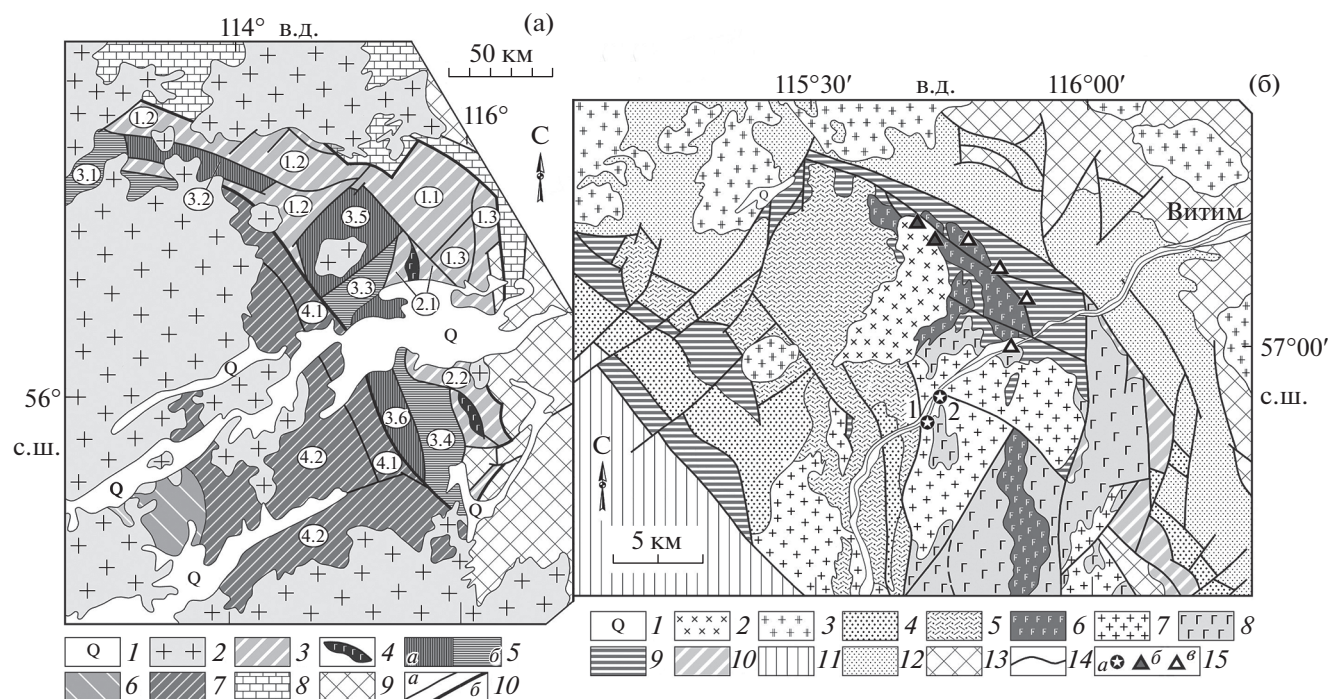 114° в.д.
(а)
50 км
116°
С
1.2
1.2
3.1
3.2
1.2
1.1
1.3
3.5
1.3
3.3
2.1
4.1
Q
Q
56°
с.ш.
2.2
3.6
3.4
4.2
4.1
Q
Q
4.2
Q
Q 1 2 3 4 а б 5
6 7 8 9 а б 10
115°30′ в.д. 116°00′ (б)
Q
Витим
57°00′
с.ш.
1 2
С
5 км
Q 1 2 3 4 5 6 7 8
9 10 11 12 13 14 а б в 15